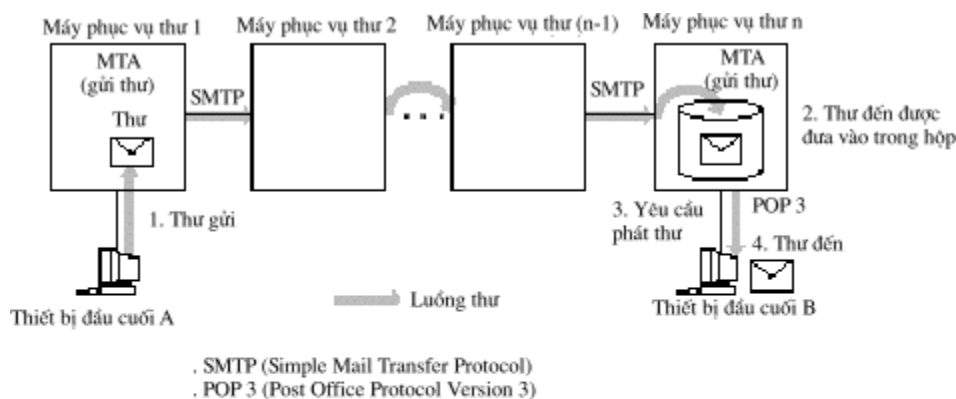 Máy phục vụ thư 1
Máy phục vụ thư 2
Máy phục vụ thư (n-1)
Máy phục vụ thư n
MTA
(gửi thư)
Thư
SMTP
. . .
SMTP
MTA
(gửi thư)
2. Thư đến được
đưa vào trong hộp
1. Thư gửi
3. Yêu cầu
phát thư
POP 3
4. Thư đến
Thiết bị đầu cuối A
Luồng thư
Thiết bị đầu cuối B
. SMTP (Simple Mail Transfer Protocol)
. POP 3 (Post Office Protocol Version 3)